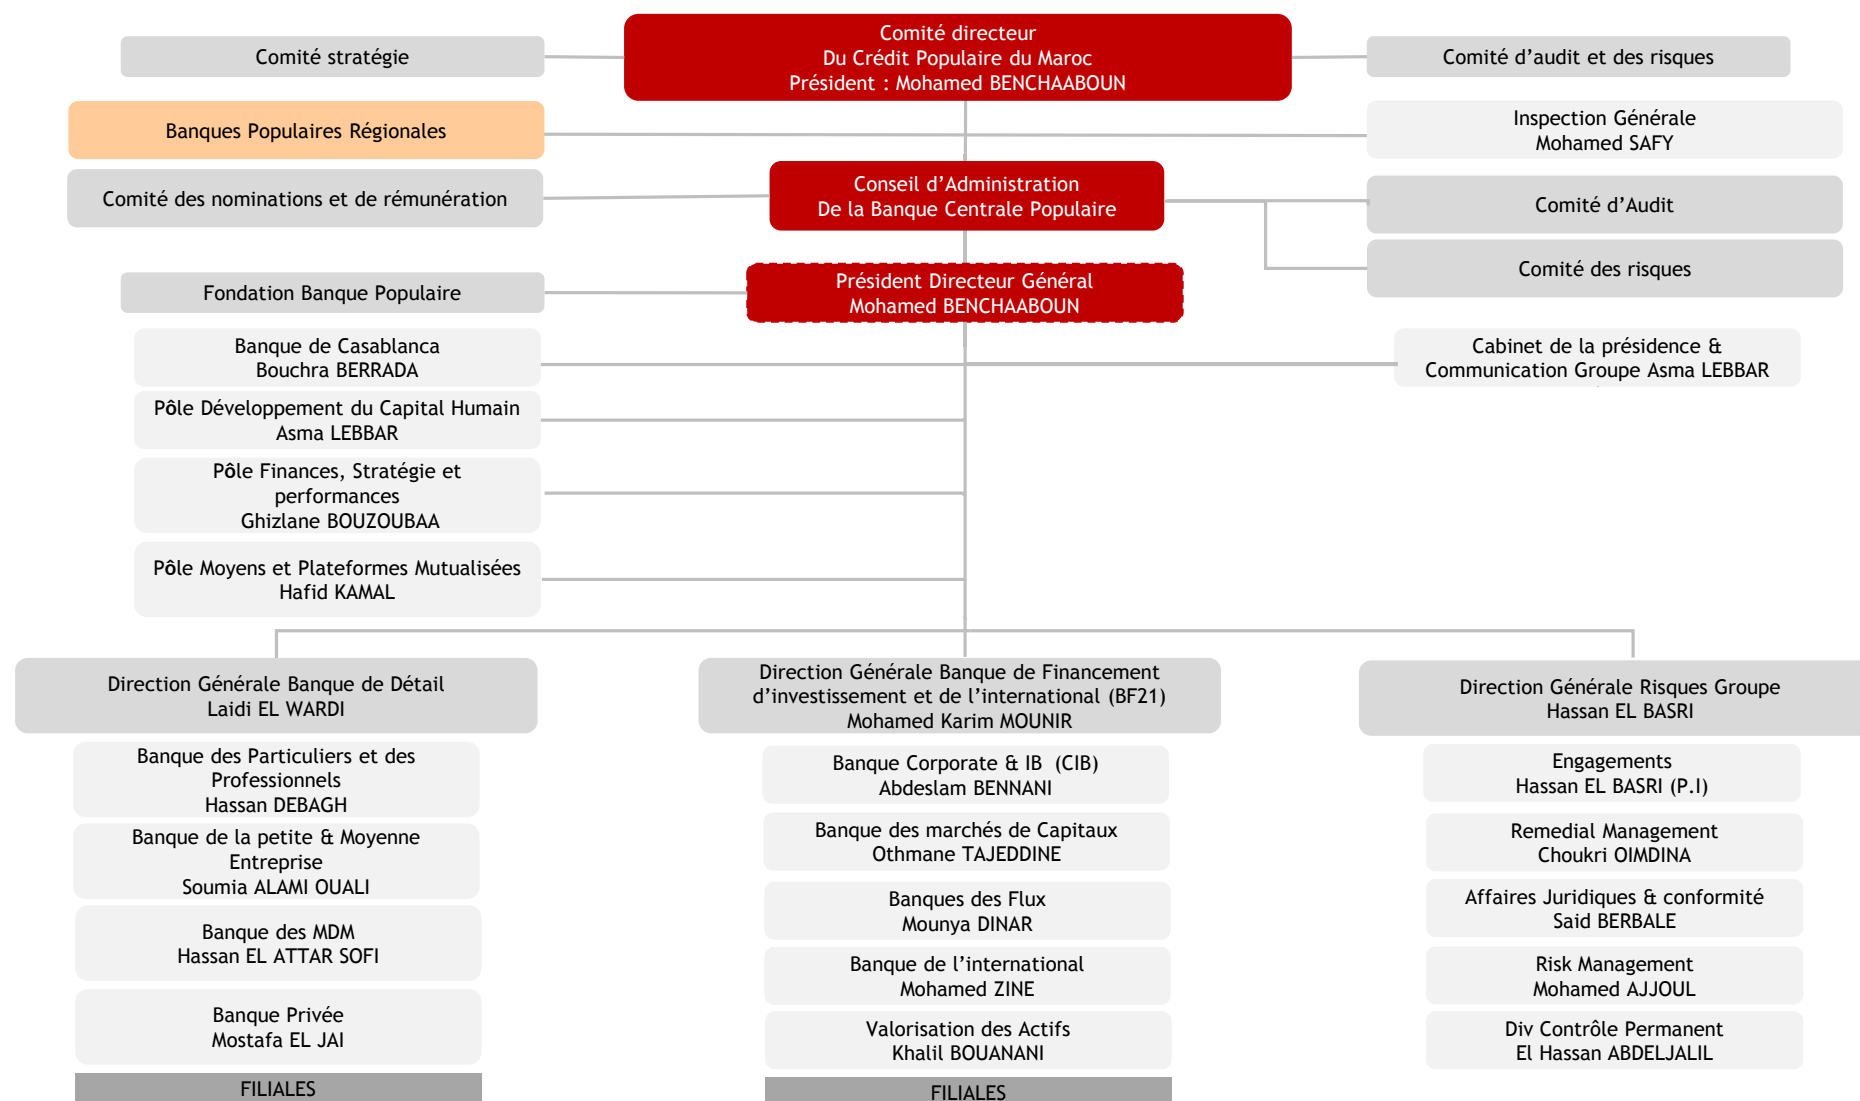 Comité directeur
Du Crédit Populaire du Maroc
Président : Mohamed BENCHAABOUN
Comité stratégie
Comité d’audit et des risques
Banques Populaires Régionales
Inspection Générale
Mohamed SAFY
Comité des nominations et de rémunération
Conseil d’Administration
De la Banque Centrale Populaire
Comité d’Audit
Comité des risques
Fondation Banque Populaire
Président Directeur Général
Mohamed BENCHAABOUN
Banque de Casablanca
Bouchra BERRADA
Cabinet de la présidence &
Communication Groupe Asma LEBBAR
Pôle Développement du Capital Humain
Asma LEBBAR
Pôle Finances, Stratégie et
performances
Ghizlane BOUZOUBAA
Pôle Moyens et Plateformes Mutualisées
Hafid KAMAL
Direction Générale Banque de Détail
Laidi EL WARDI
Banque des Particuliers et des
Professionnels
Hassan DEBAGH
Banque de la petite & Moyenne
Entreprise
Soumia ALAMI OUALI
Banque des MDM
Hassan EL ATTAR SOFI
Banque Privée
Mostafa EL JAI
FILIALES
Direction Générale Banque de Financement
d’investissement et de l’international (BF21)
Mohamed Karim MOUNIR
Banque Corporate & IB (CIB)
Abdeslam BENNANI
Banque des marchés de Capitaux
Othmane TAJEDDINE
Banques des Flux
Mounya DINAR
Banque de l’international
Mohamed ZINE
Valorisation des Actifs
Khalil BOUANANI
FILIALES
Direction Générale Risques Groupe
Hassan EL BASRI
Engagements
Hassan EL BASRI (P.I)
Remedial Management
Choukri OIMDINA
Affaires Juridiques & conformité
Said BERBALE
Risk Management
Mohamed AJJOUL
Div Contrôle Permanent
El Hassan ABDELJALIL